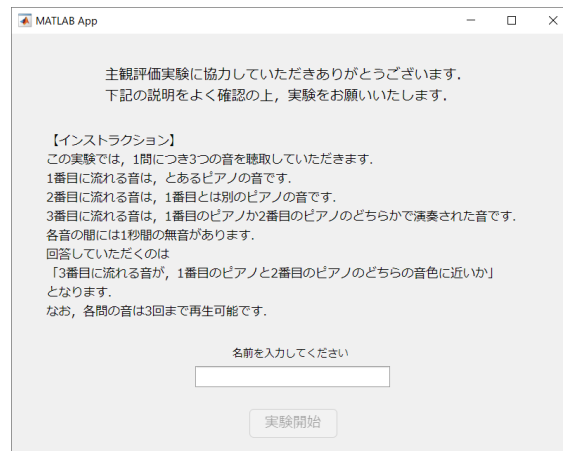 MATLAB App
主観評価実験に協力していただきありがとうございます.
下記の説明をよく確認の上，実験をお願いいたします.
【インストラクション】
この実験では，1問につき3つの音を聴取していただきます.
1番目に流れる音は，とあるピアノの音です.
2番目に流れる音は，1番目とは別のピアノの音です.
3番目に流れる音は，1番目のピアノか2番目のピアノのどちらかで演奏された音です.
各音の間には1秒間の無音があります.
回答していただくのは
「3番目に流れる音が，1番目のピアノと2番目のピアノのどちらの音色に近いか」
となります.
なお，各問の音は3回まで再生可能です.
名前を入力してください
実験開始